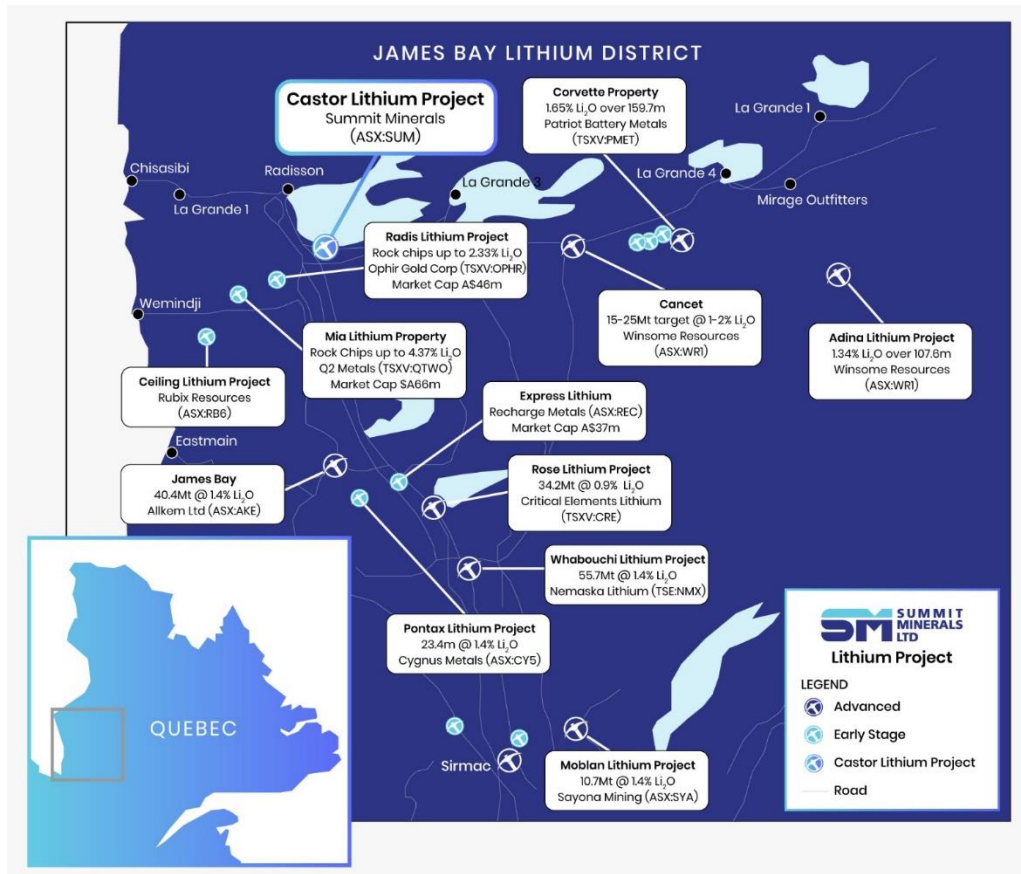 JAMES BAY LITHIUM DISTRICT
Castor Lithium Project
Summit Minerals
(ASX:SUM)
Corvette Property
1.65% Li₂O over 159.7m
Patriot Battery Metals
(TSXV:PMET)
La Grande 1
Chisasibi
Radisson
La Grande 4
La Grande 1
La Grande 3
Mirage Outfitters
Radis Lithium Project
Rock chips up to 2.33% Li₂O
Ophir Gold Corp (TSXV:OPHR)
Market Cap A$46m
Wemindji
Cancet
15-25Mt target @ 1-2% Li₂O
Winsome Resources
(ASX:WR1)
Adina Lithium Project
1.34% Li₂O over 107.6m
Winsome Resources
(ASX:WR1)
Mia Lithium Property
Rock Chips up to 4.37% Li₂O
Q2 Metals (TSXV:QTWO)
Market Cap $A66m
Ceiling Lithium Project
Rubix Resources
(ASX:RB6)
Express Lithium
Recharge Metals (ASX:REC)
Market Cap A$37m
Eastmain
James Bay
40.4Mt @ 1.4% Li₂O
Allkem Ltd (ASX:AKE)
Rose Lithium Project
34.2Mt @ 0.9% Li₂O
Critical Elements Lithium
(TSXV:CRE)
Whabouchi Lithium Project
55.7Mt @ 1.4% Li₂O
Nemaska Lithium (TSE:NMX)
Pontax Lithium Project
23.4m @ 1.4% Li₂O
Cygnus Metals (ASX:CY5)
Sirmac
Moblan Lithium Project
10.7Mt @ 1.4% Li₂O
Sayona Mining (ASX:SYA)
QUEBEC
SM SUMMIT
MINERALS
LTD
Lithium Project
LEGEND
Advanced
Early Stage
Castor Lithium Project
Road